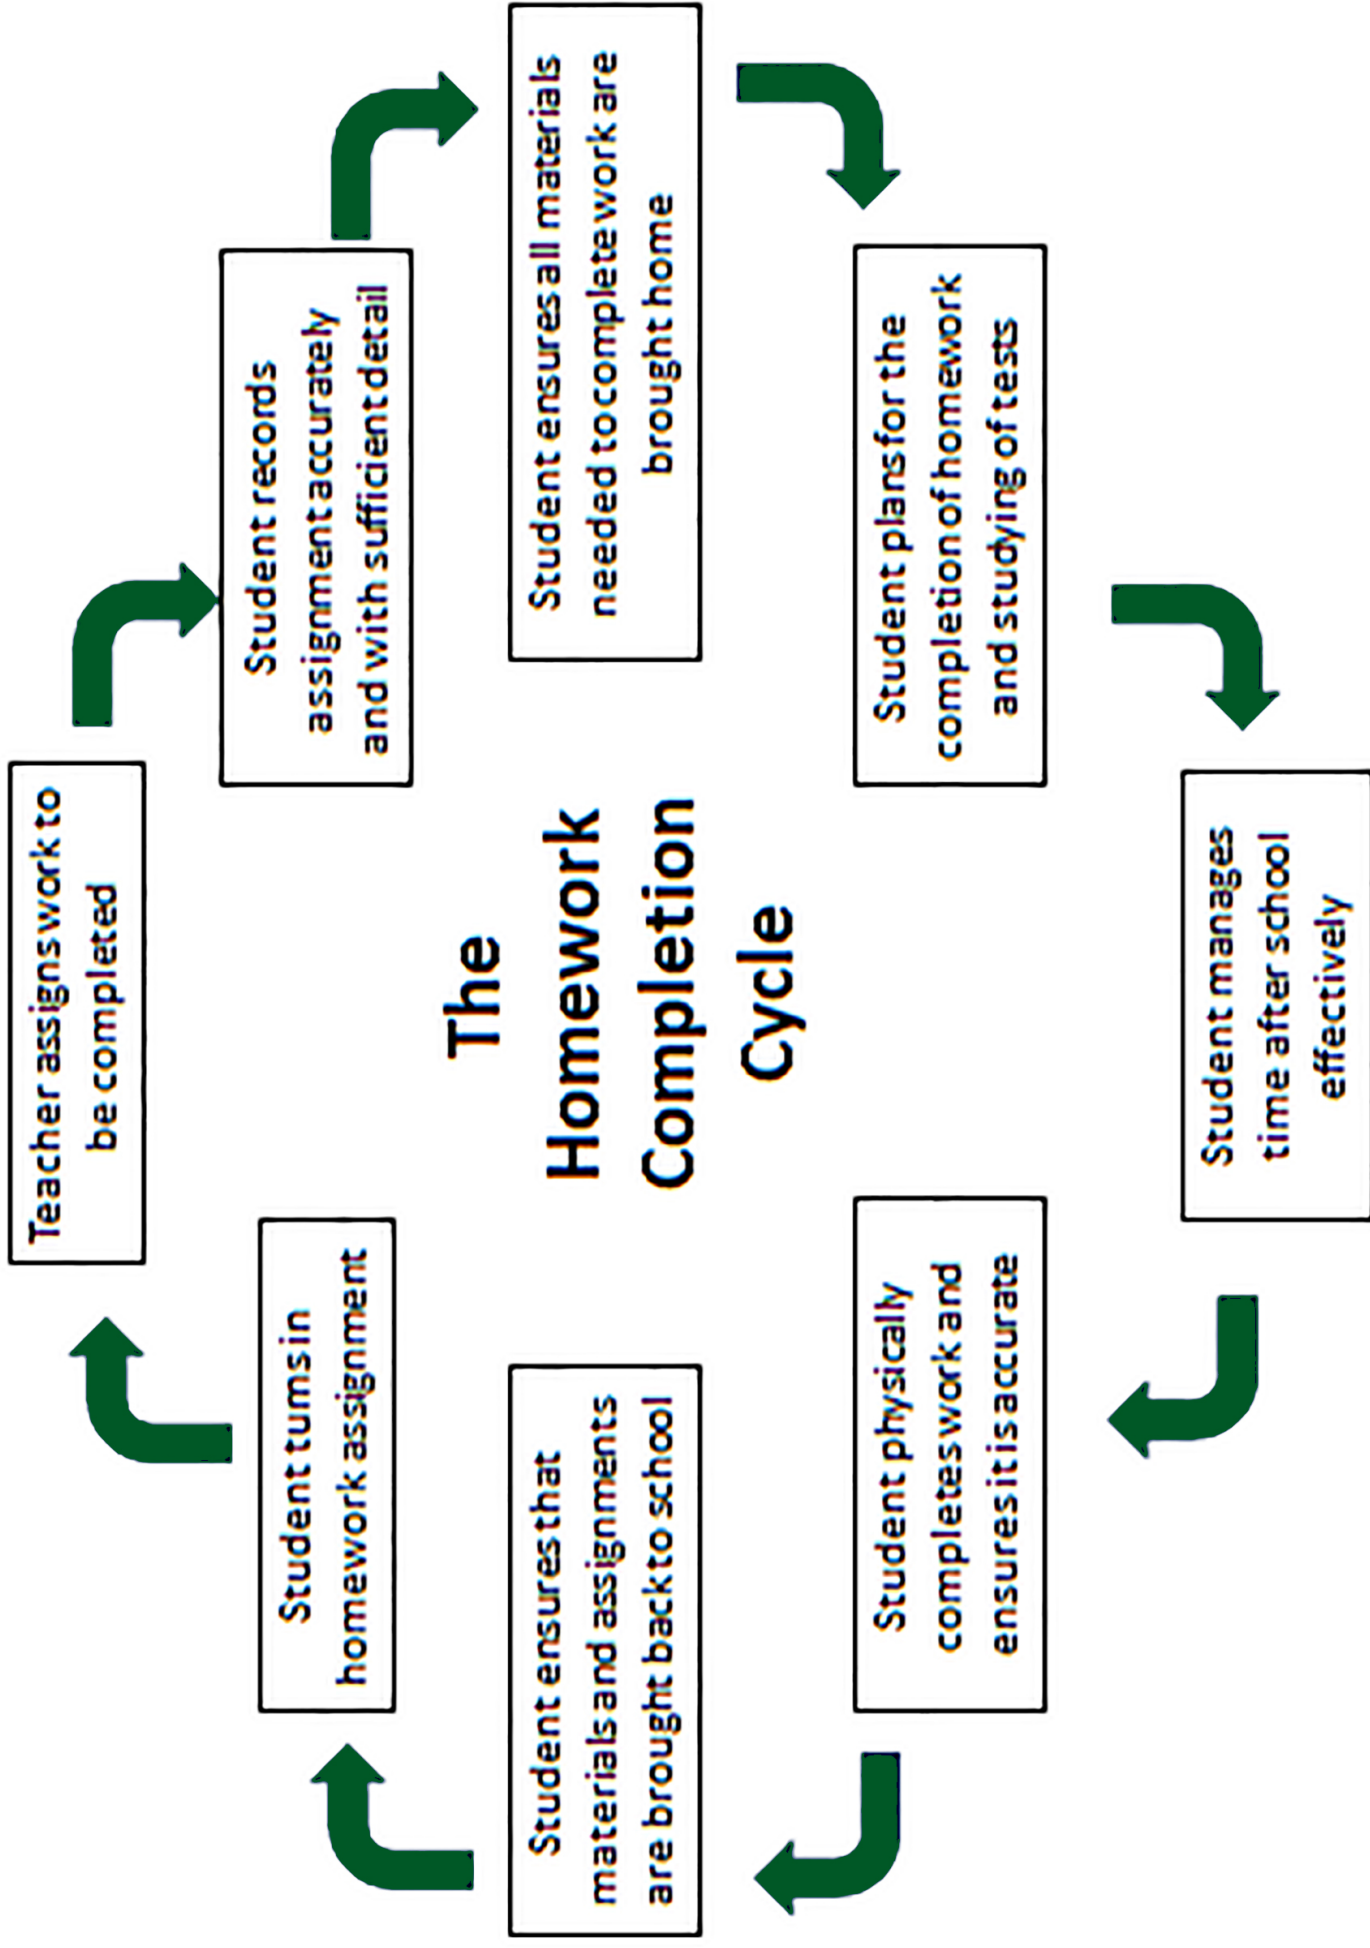 Teacher assigns work to
be completed
Student records
assignment accurately
and with sufficient detail
Student ensures all materials
needed to complete work are
brought home
Student plans for the
completion of homework
and studying of tests
Student manages
time after school
effectively
Student physically
completes work and
ensures it is accurate
Student ensures that
materials and assignments
are brought back to school
Student turns in
homework assignment
The
Homework
Completion
Cycle